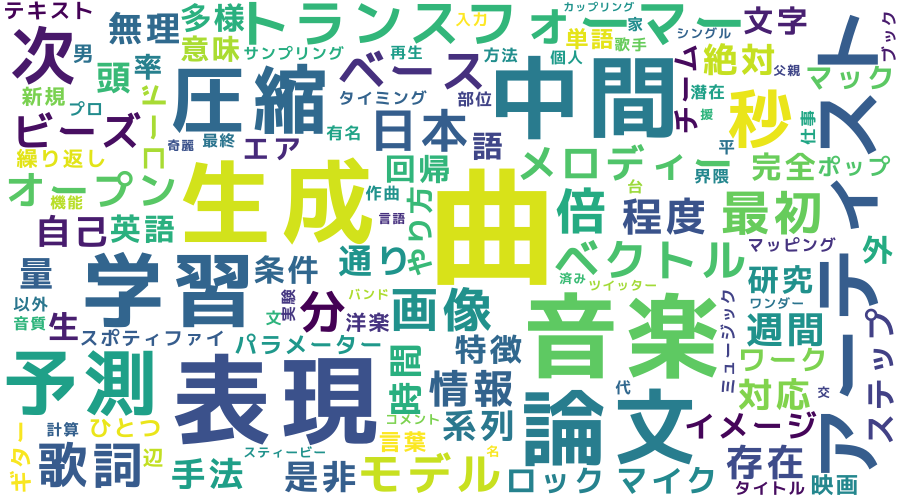 テキスト
無理
多様
トランスフォーマー
入力
カップリング
家
文字
ブック
次
男
率
意味
サンプリング
再生
方法
単語
歌手
シングル
絶対
父親
アーティスト
頭
新規
プロ
圧縮
ベース
タイミング
部位
個人
中間
チーム
潜在
マック
ビーズ
コード
奇麗
最終
エア
有名
日本
語
援
秒
仕事
繰り返し
オープン
機能
生成
作曲
言語
回帰
メロディー
平
界隈
台
完全
ポップ
自己
英語
曲
倍
程度
最初
やり方
通り
ベクトル
マッピング
外
量
学習
条件
済み
ツイッター
研究
ワンダー
以外
音質
生
文
実験
バンド
分
洋楽
画像
音楽
ミュージック
週間
ステップ
スポティファイ
パラメーター
特徴
予測
表現
時間
情報
代
ワーク
対応
交
コメント
論文
イメージ
ギター
計算
ひとつ
歌詞
辺
手法
スティービー
是非
言葉
系列
名
モデル
ロック
マイク
存在
タイトル
映画